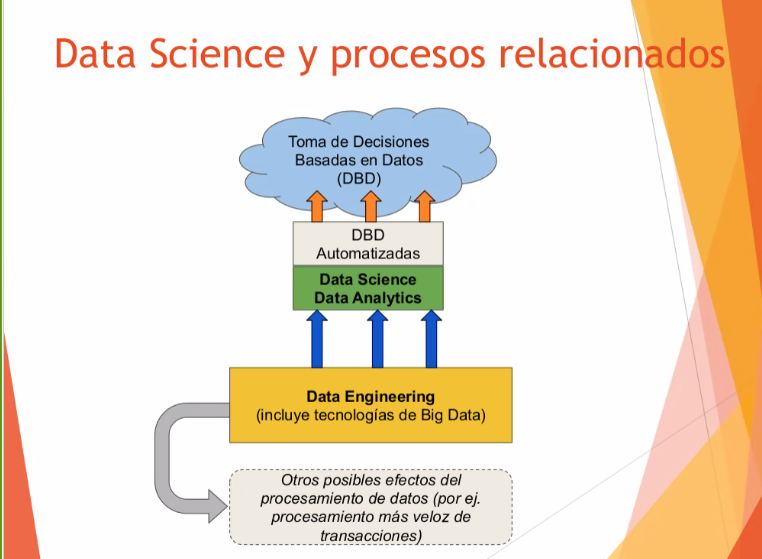 Data Science y procesos relacionados
Toma de Decisiones
Basadas en Datos
(DBD)
DBD
Automatizadas
Data Science
Data Analytics
Data Engineering
(incluye tecnologías de Big Data)
Otros posibles efectos del
procesamiento de datos (por ej.
procesamiento más veloz de
transacciones)